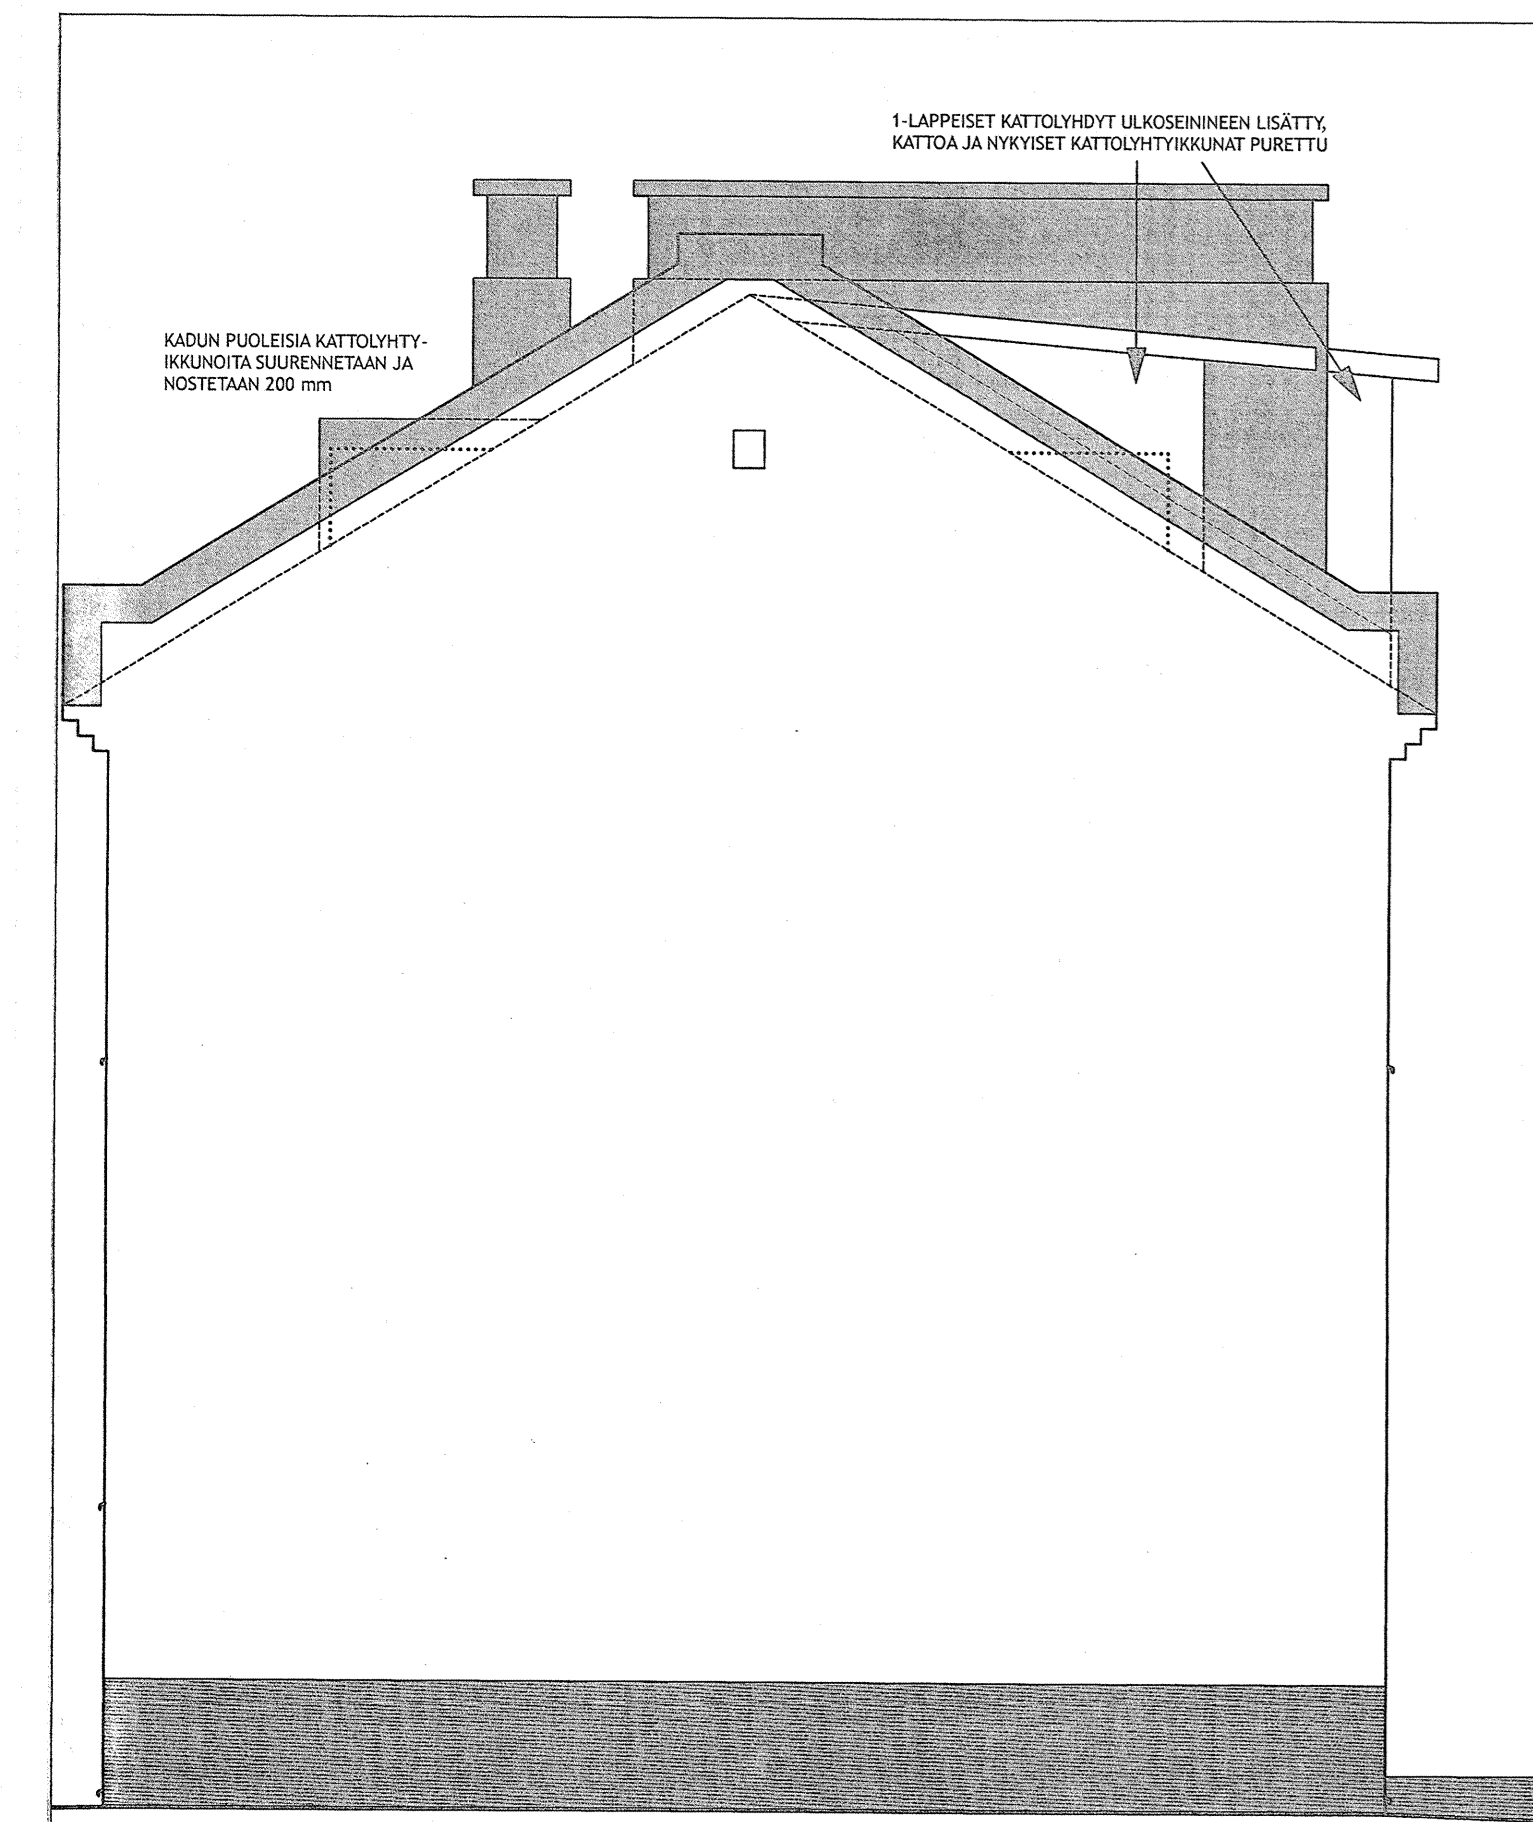 1-LAPPEISET KATTOLYHDYT ULKOSEININEEN LISÄTTY,
KATTOA JA NYKYISET KATTOLYHTYIKKUNAT PURETTU
KADUN PUOLEISIA KATTOLYHTY-
IKKUNOITA SUURENNETAAN JA
NOSTETAAN 200 mm